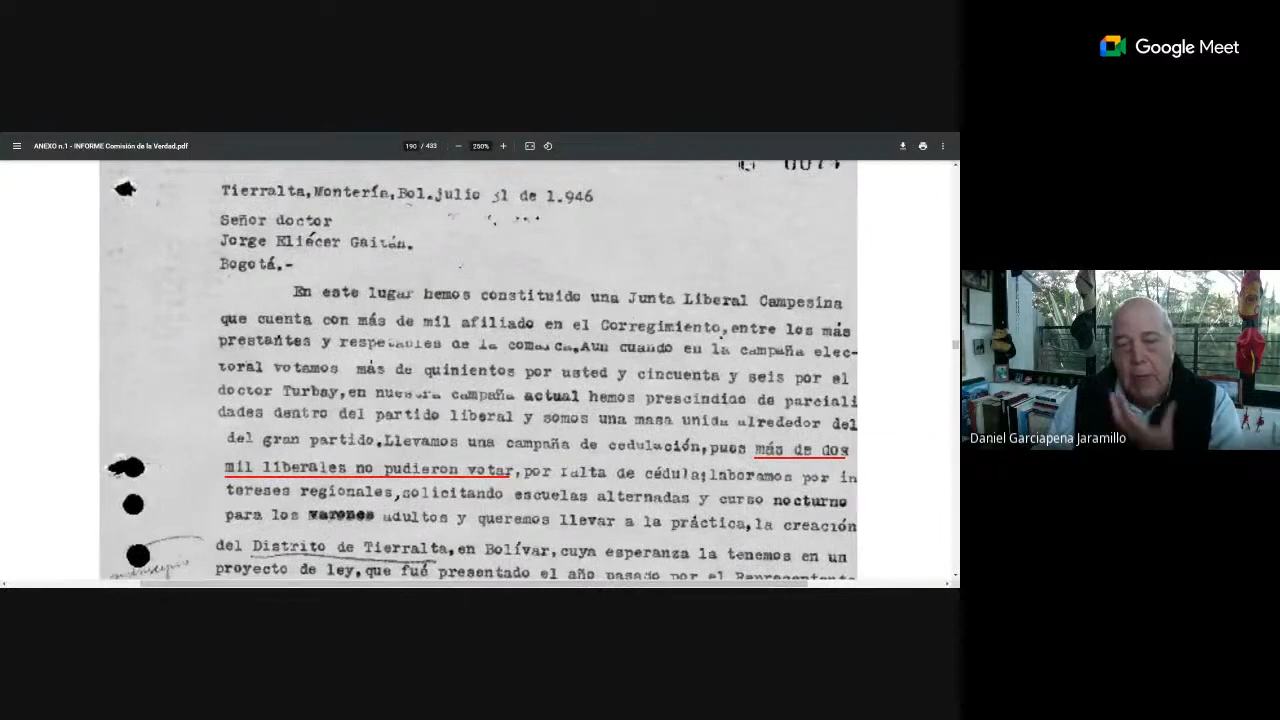 Google Meet
ANEXO n.1 - INFORME Comisión de la Verdad.pdf
190 / 433
250%
Tierralta,Montería,Bol.julio 31 de 1.946
Señor doctor
Jorge Eliécer Gaitán.
Bogotá.-
En este lugar hemos constituido una Junta Liberal Campesina
que cuenta con más de mil afiliado en el Corregimiento,entre los más
prestantes y respetables de la comarca.Aun cuando en la campaña elec-
toral votamos más de quinientos por usted y cincuenta y seis por el
doctor Turbay,en nuestra campaña actual hemos prescindido de parciali
dades dentro del partido liberal y somos una masa unida alrededor del
del gran partido.Llevamos una campaña de cedulación,pues más de dos
mil liberales no pudieron votar,por falta de cédula;laboramos por in
tereses regionales,solicitando escuelas alternadas y curso nocturno
para los varones adultos y queremos llevar a la práctica,la creación
del Distrito de Tierralta,en Bolívar,cuya esperanza la tenemos en un
proyecto de ley,que fué presentado el año pasado por el Representante
Daniel Garciapena Jaramillo